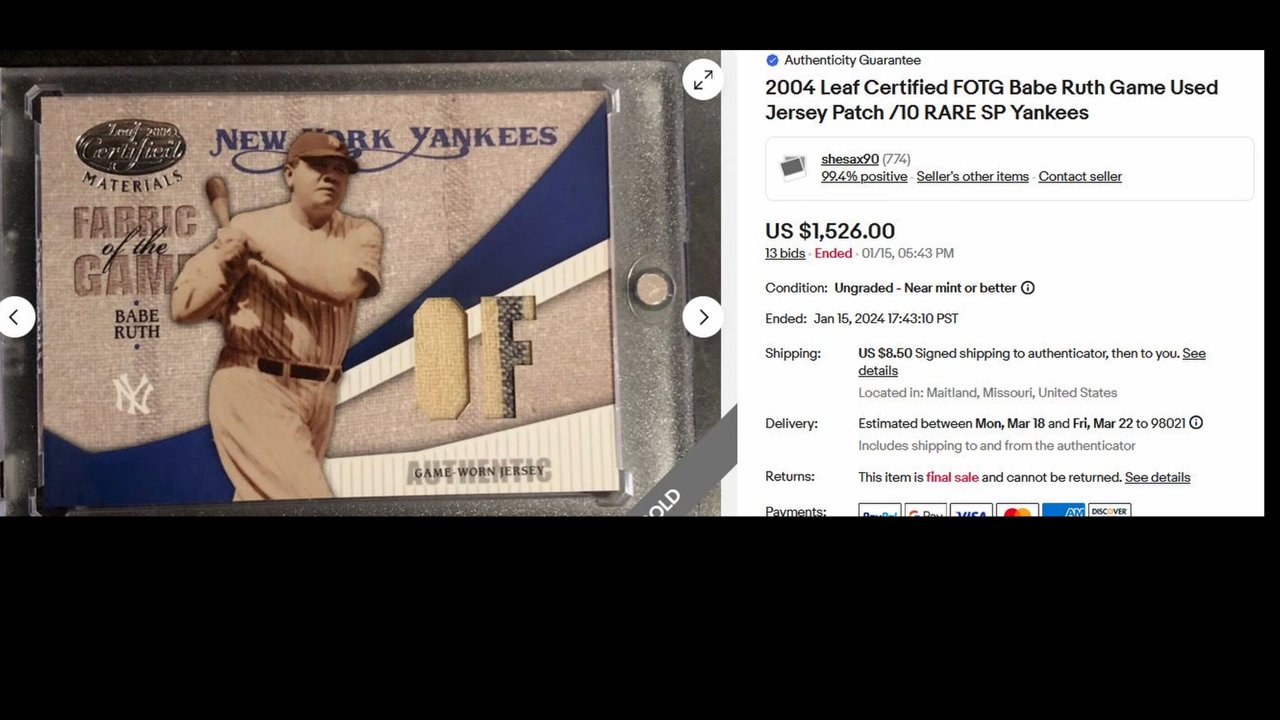 Leaf 2004
Certified
MATERIALS
NEW YORK YANKEES
FABRIC
of the
GAME
BABE
RUTH
NY
OF
AUTHENTIC
GAME-WORN JERSEY
OLD
Authenticity Guarantee
2004 Leaf Certified FOTG Babe Ruth Game Used
Jersey Patch /10 RARE SP Yankees
shesax90 (774)
99.4% positive · Seller's other items · Contact seller
US $1,526.00
13 bids · Ended · 01/15, 05:43 PM
Condition: Ungraded - Near mint or better
Ended: Jan 15, 2024 17:43:10 PST
Shipping: US $8.50 Signed shipping to authenticator, then to you. See
details
Located in: Maitland, Missouri, United States
Delivery: Estimated between Mon, Mar 18 and Fri, Mar 22 to 98021
Includes shipping to and from the authenticator
Returns: This item is final sale and cannot be returned. See details
Payments: PayPal G Pay VISA AM DISCOVER